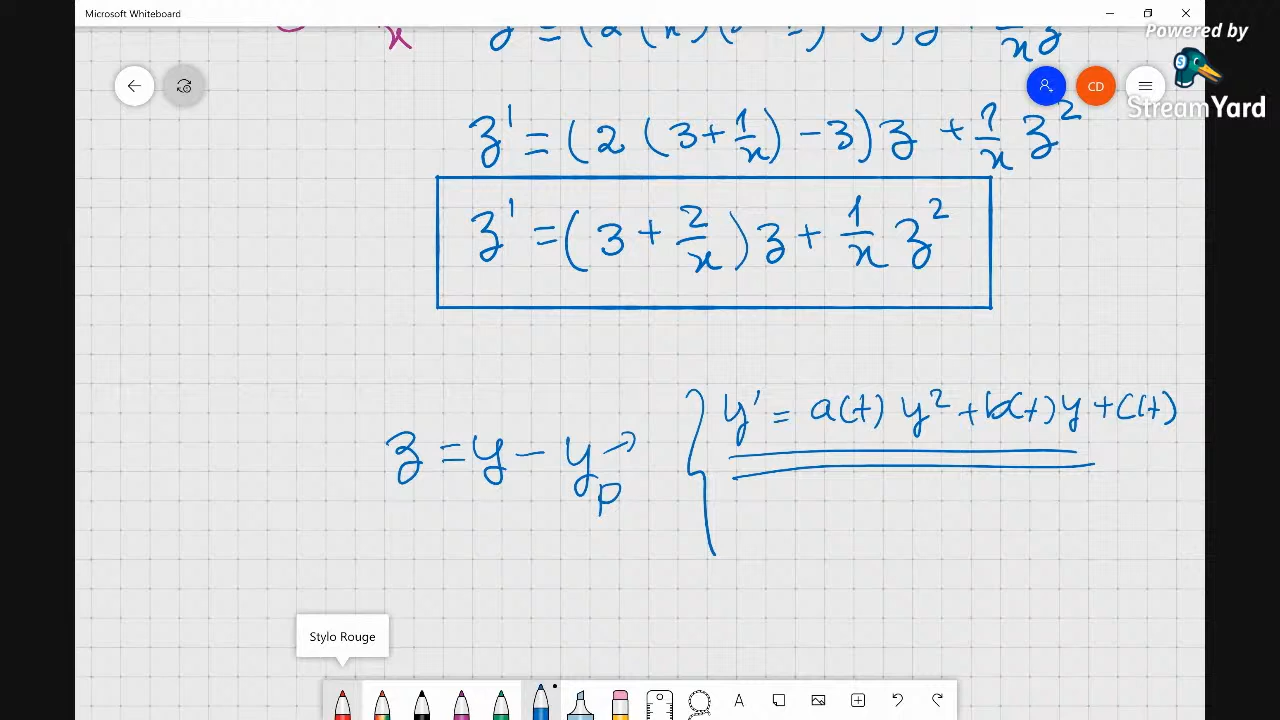 Microsoft Whiteboard
Powered by
StreamYard
CD
z' = (2(3+1/x) -3)z + 1/x z²
z' = (3 + 2/x)z + 1/x z²
y' = a(t) y² + b(t) y + c(t)
z = y - y_p →
Stylo Rouge
A